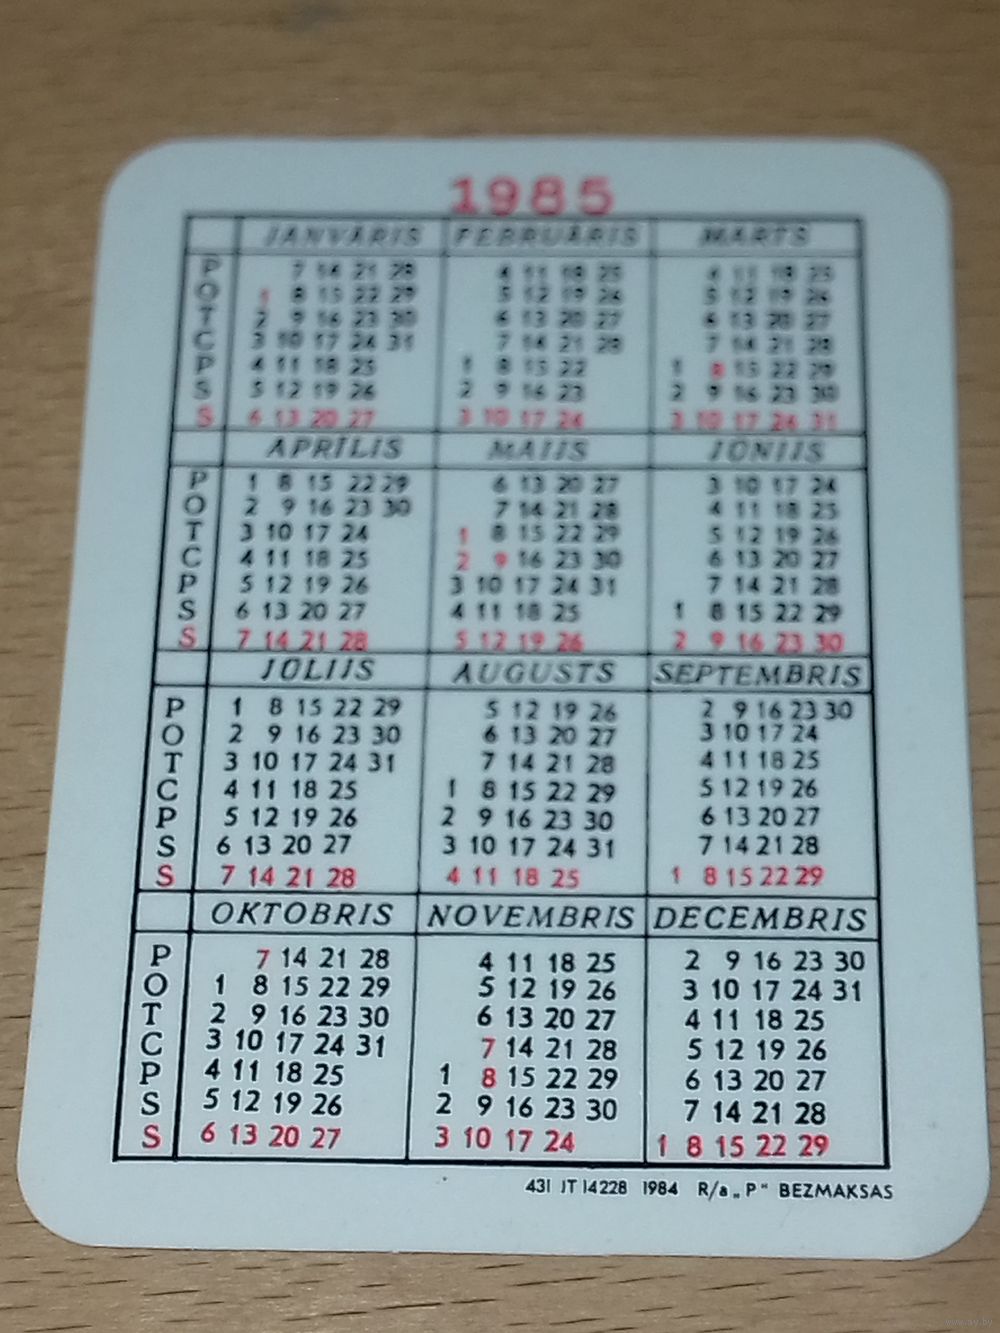 1985
JANVĀRIS FEBRUĀRIS MARTS
P 7 14 21 28 4 11 18 25 4 11 18 25
O 1 8 15 22 29 5 12 19 26 5 12 19 26
T 2 9 16 23 30 6 13 20 27 6 13 20 27
C 3 10 17 24 31 7 14 21 28 7 14 21 28
P 4 11 18 25 1 8 15 22 1 8 15 22 29
S 5 12 19 26 2 9 16 23 2 9 16 23 30
S 6 13 20 27 3 10 17 24 3 10 17 24 31
APRĪLIS MAIJS JŪNIJS
P 1 8 15 22 29 6 13 20 27 3 10 17 24
O 2 9 16 23 30 7 14 21 28 4 11 18 25
T 3 10 17 24 1 8 15 22 29 5 12 19 26
C 4 11 18 25 2 9 16 23 30 6 13 20 27
P 5 12 19 26 3 10 17 24 31 7 14 21 28
S 6 13 20 27 4 11 18 25 1 8 15 22 29
S 7 14 21 28 5 12 19 26 2 9 16 23 30
JŪLIJS AUGUSTS SEPTEMBRIS
P 1 8 15 22 29 5 12 19 26 2 9 16 23 30
O 2 9 16 23 30 6 13 20 27 3 10 17 24
T 3 10 17 24 31 7 14 21 28 4 11 18 25
C 4 11 18 25 1 8 15 22 29 5 12 19 26
P 5 12 19 26 2 9 16 23 30 6 13 20 27
S 6 13 20 27 3 10 17 24 31 7 14 21 28
S 7 14 21 28 4 11 18 25 1 8 15 22 29
OKTOBRIS NOVEMBRIS DECEMBRIS
P 7 14 21 28 4 11 18 25 2 9 16 23 30
O 1 8 15 22 29 5 12 19 26 3 10 17 24 31
T 2 9 16 23 30 6 13 20 27 4 11 18 25
C 3 10 17 24 31 7 14 21 28 5 12 19 26
P 4 11 18 25 1 8 15 22 29 6 13 20 27
S 5 12 19 26 2 9 16 23 30 7 14 21 28
S 6 13 20 27 3 10 17 24 1 8 15 22 29
431 JT 14228 1984 R/a „P" BEZMAKSAS
www.ay.by